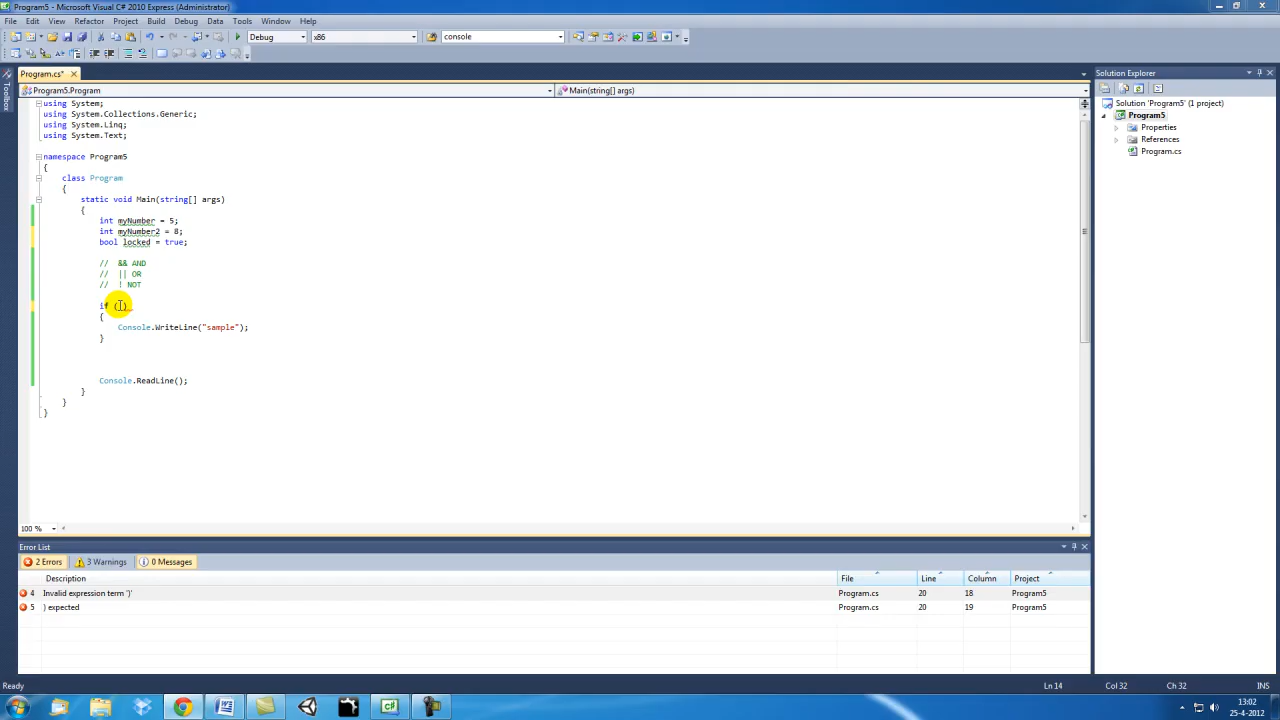 Program5 - Microsoft Visual C# 2010 Express (Administrator)
File Edit View Refactor Project Build Debug Data Tools Window Help
Debug x86 console
Program.cs*
Program5.Program Main(string[] args)
using System;
using System.Collections.Generic;
using System.Linq;
using System.Text;
namespace Program5
{
class Program
{
static void Main(string[] args)
{
int myNumber = 5;
int myNumber2 = 8;
bool locked = true;
// && AND
// || OR
// ! NOT
if (
{
Console.WriteLine("sample");
}
Console.ReadLine();
}
}
}
100 %
Toolbox
Solution Explorer
Solution 'Program5' (1 project)
Program5
Properties
References
Program.cs
Error List
2 Errors 3 Warnings 0 Messages
Description File Line Column Project
4 Invalid expression term ')' Program.cs 20 18 Program5
5 ) expected Program.cs 20 19 Program5
Ready Ln 14 Col 32 Ch 32 INS
13:02
25-4-2012